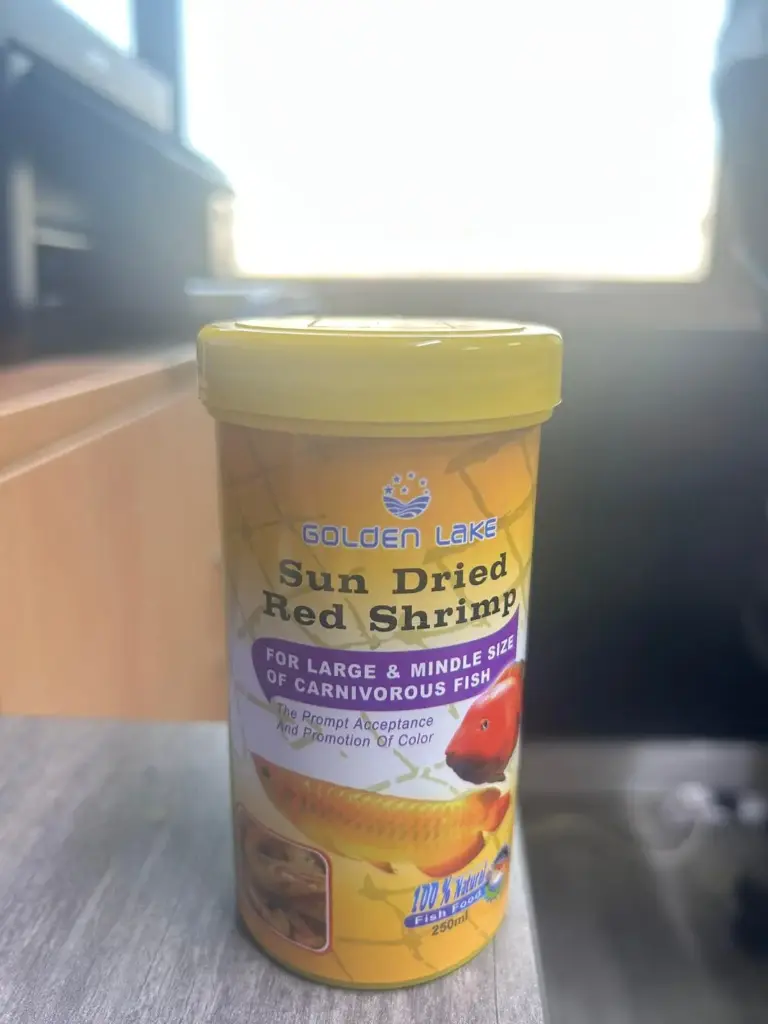 GOLDEN LAKE
Sun Dried
Red Shrimp
FOR LARGE & MINDLE SIZE
OF CARNIVOROUS FISH
The Prompt Acceptance
And Promotion Of Color
100 % Natural
Fish Food
250ml